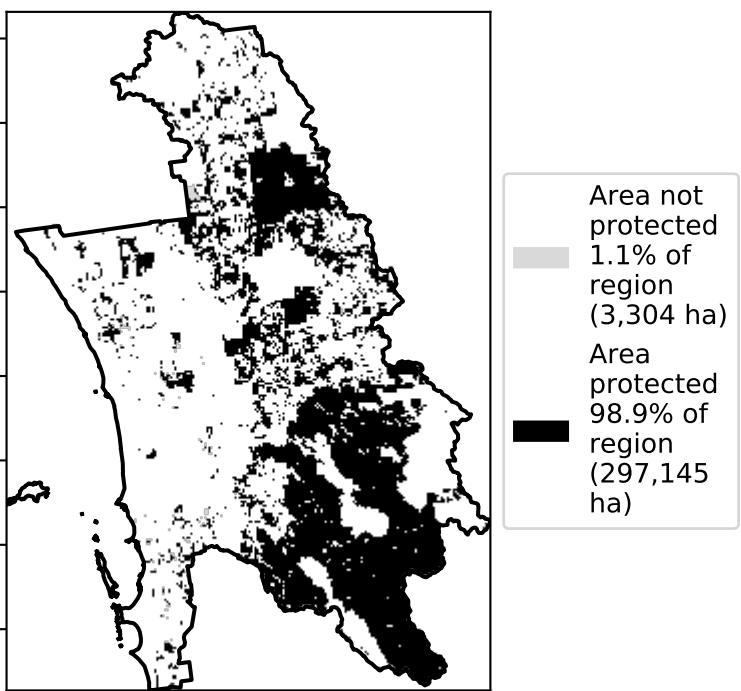 Area not
protected
1.1% of
region
(3,304 ha)
Area
protected
98.9% of
region
(297,145
ha)